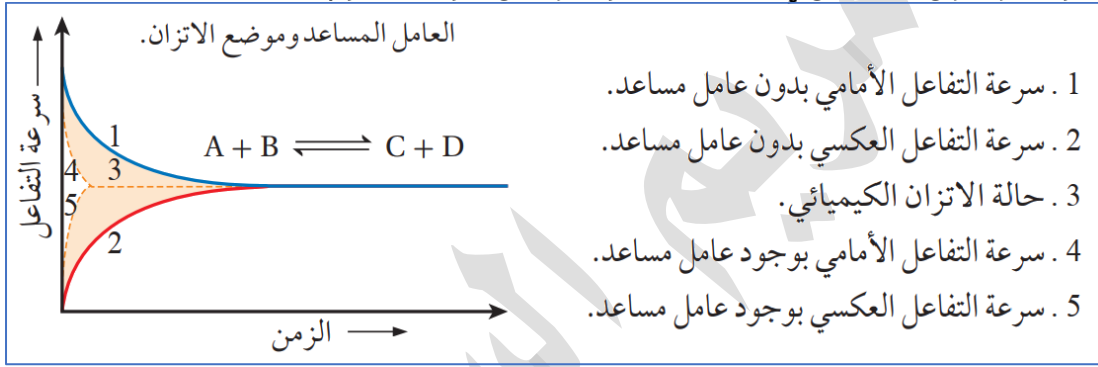 العامل المساعد وموضع الاتزان.
سرعة التفاعل
1
A + B ⇌ C + D
4 3
5
2
الزمن
1 . سرعة التفاعل الأمامي بدون عامل مساعد.
2 . سرعة التفاعل العكسي بدون عامل مساعد.
3 . حالة الاتزان الكيميائي.
4 . سرعة التفاعل الأمامي بوجود عامل مساعد.
5 . سرعة التفاعل العكسي بوجود عامل مساعد.